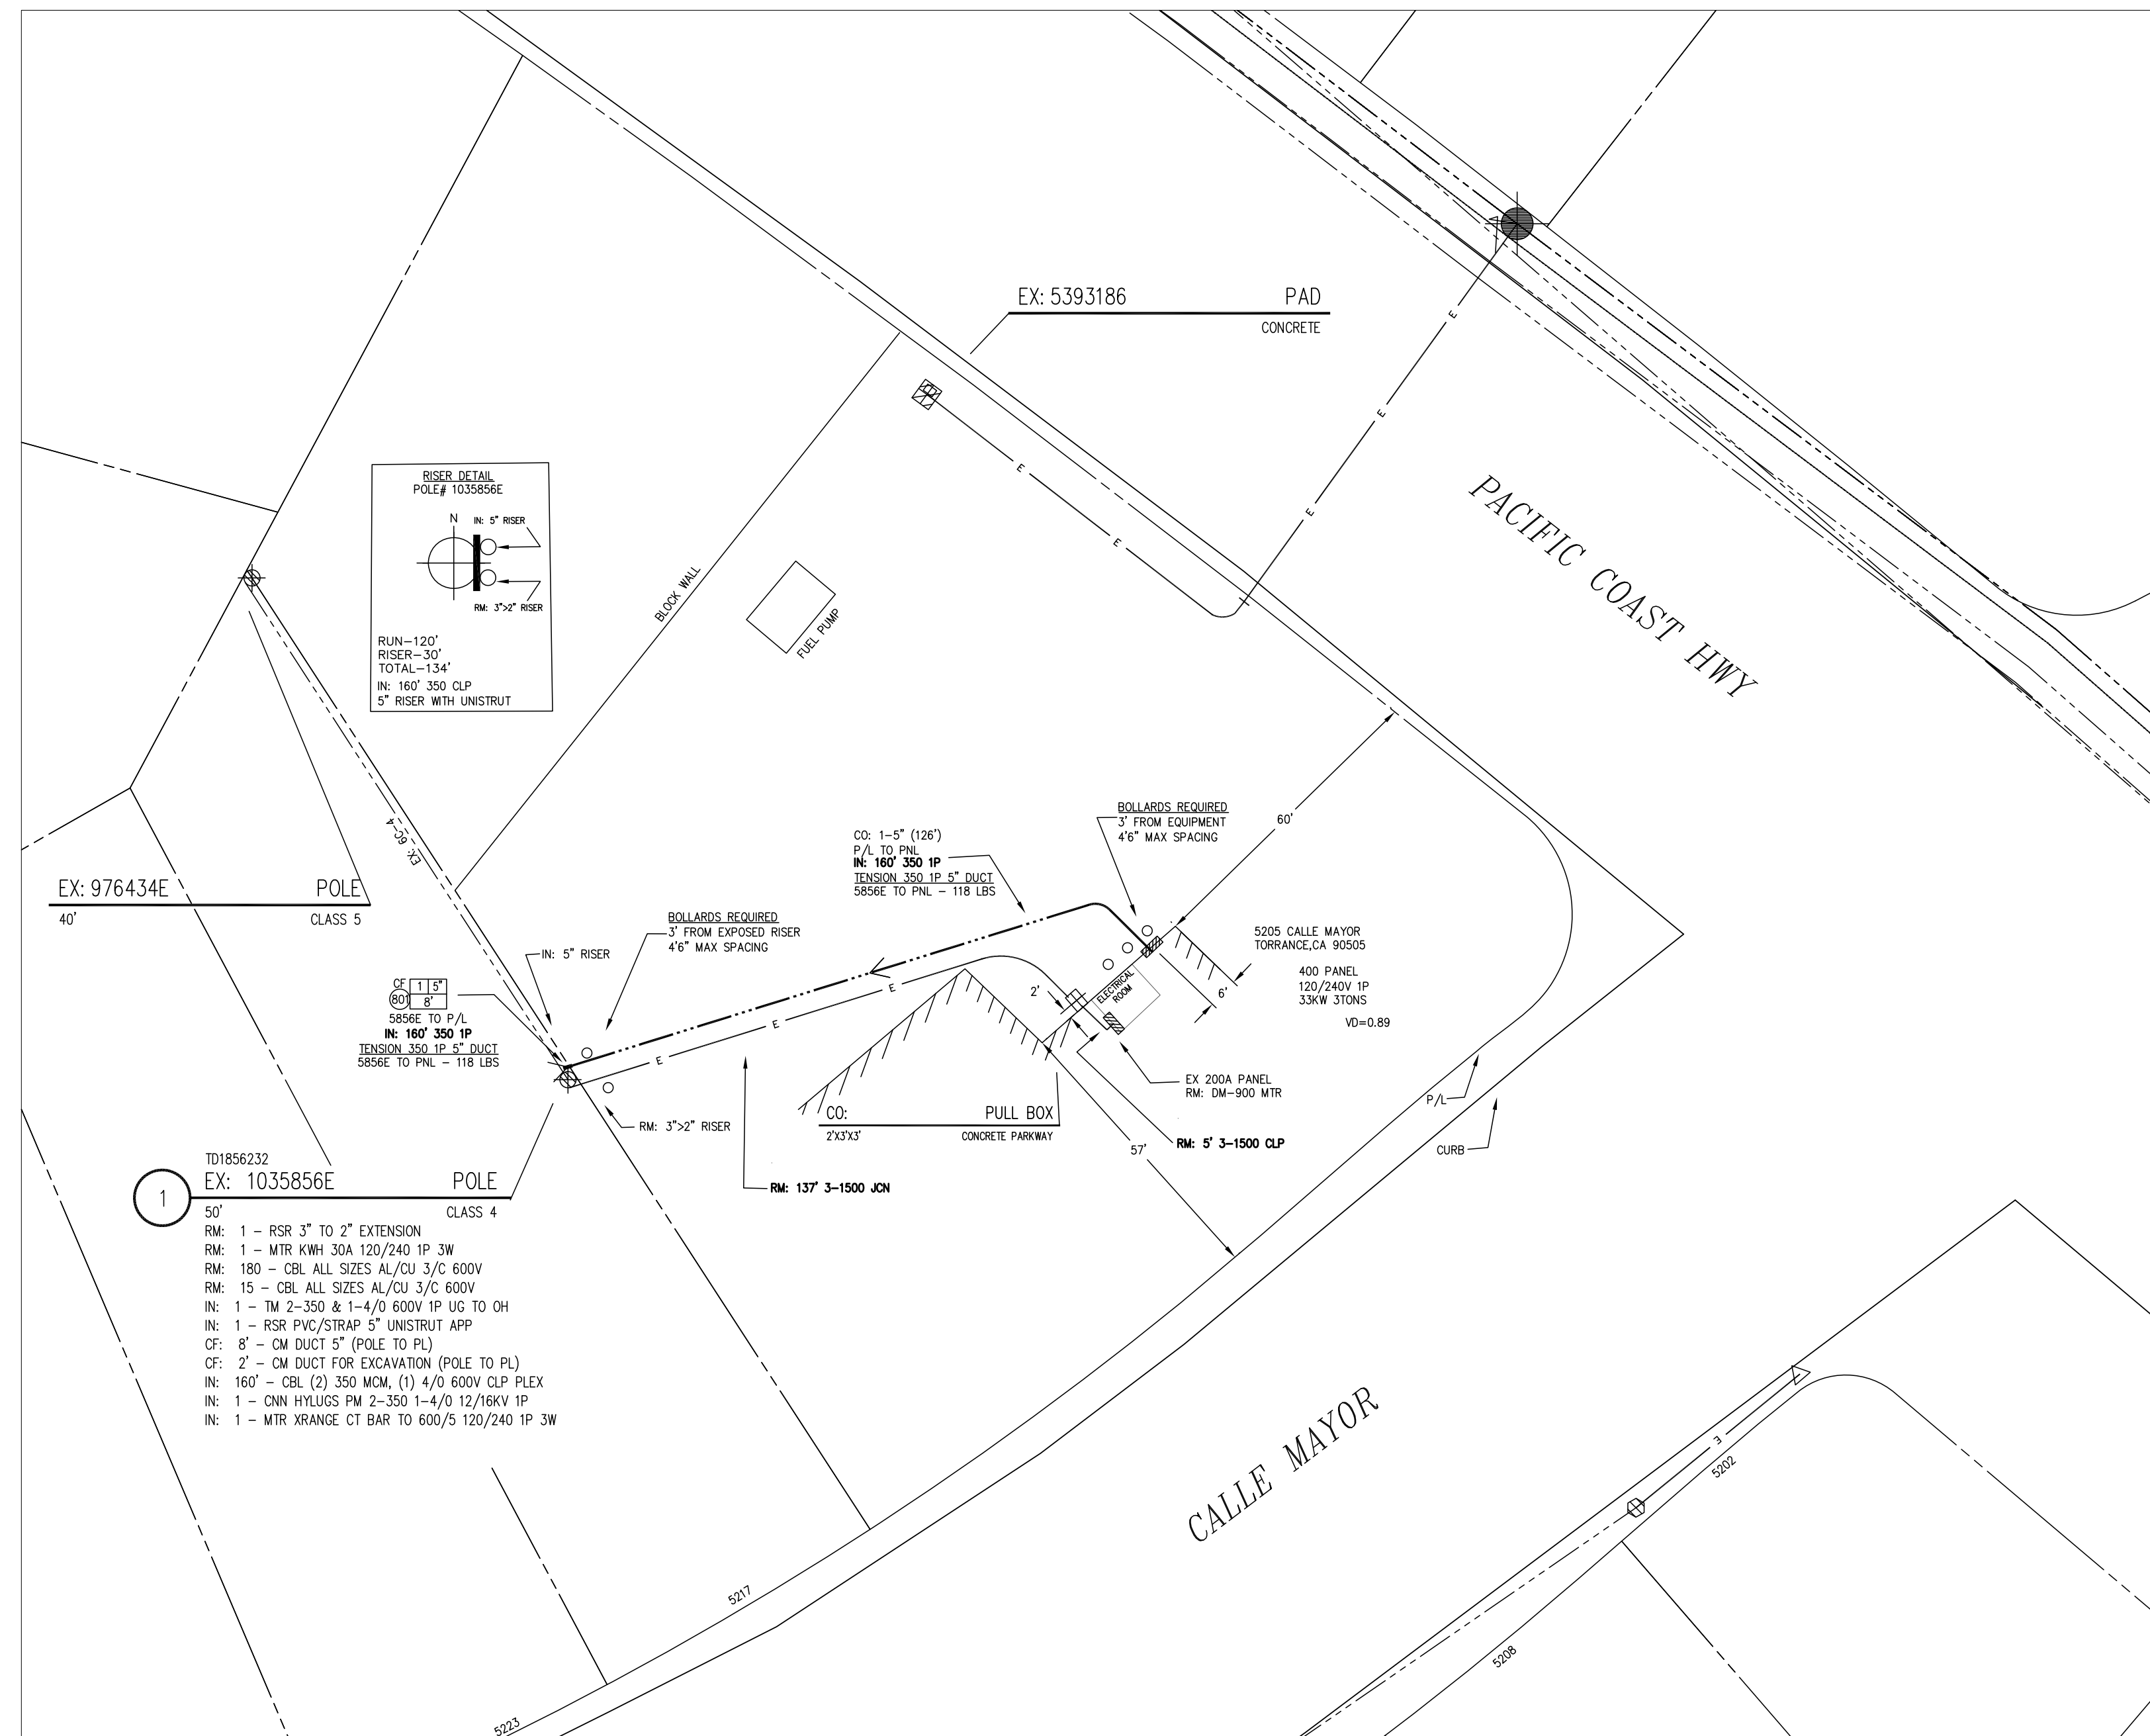 EX: 5393186 PAD
CONCRETE
PACIFIC COAST HWY
RISER DETAIL
POLE# 1035856E
N
IN: 5" RISER
RM: 3">2" RISER
RUN-120'
RISER-30'
TOTAL-134'
IN: 160' 350 CLP
5" RISER WITH UNISTRUT
BLOCK WALL
FUEL PUMP
E
E
E
E
E
EX: 6C-4
EX: 976434E POLE
40' CLASS 5
CO: 1-5" (126')
P/L TO PNL
IN: 160' 350 1P
TENSION 350 1P 5" DUCT
5856E TO PNL - 118 LBS
BOLLARDS REQUIRED
3' FROM EQUIPMENT
4'6" MAX SPACING
60'
BOLLARDS REQUIRED
3' FROM EXPOSED RISER
4'6" MAX SPACING
IN: 5" RISER
5205 CALLE MAYOR
TORRANCE,CA 90505
400 PANEL
120/240V 1P
33KW 3TONS
VD=0.89
CF 1 5"
801 8'
5856E TO P/L
IN: 160' 350 1P
TENSION 350 1P 5" DUCT
5856E TO PNL - 118 LBS
2'
ELECTRICAL
ROOM
6'
E
E
E
EX 200A PANEL
RM: DM-900 MTR
CO: PULL BOX
2'X3'X3' CONCRETE PARKWAY
RM: 3">2" RISER
RM: 5' 3-1500 CLP
57'
P/L
CURB
RM: 137' 3-1500 JCN
TD1856232
1 EX: 1035856E POLE
50' CLASS 4
RM: 1 - RSR 3" TO 2" EXTENSION
RM: 1 - MTR KWH 30A 120/240 1P 3W
RM: 180 - CBL ALL SIZES AL/CU 3/C 600V
RM: 15 - CBL ALL SIZES AL/CU 3/C 600V
IN: 1 - TM 2-350 & 1-4/0 600V 1P UG TO OH
IN: 1 - RSR PVC/STRAP 5" UNISTRUT APP
CF: 8' - CM DUCT 5" (POLE TO PL)
CF: 2' - CM DUCT FOR EXCAVATION (POLE TO PL)
IN: 160' - CBL (2) 350 MCM, (1) 4/0 600V CLP PLEX
IN: 1 - CNN HYLUGS PM 2-350 1-4/0 12/16KV 1P
IN: 1 - MTR XRANGE CT BAR TO 600/5 120/240 1P 3W
CALLE MAYOR
E
5202
5208
5217
5223